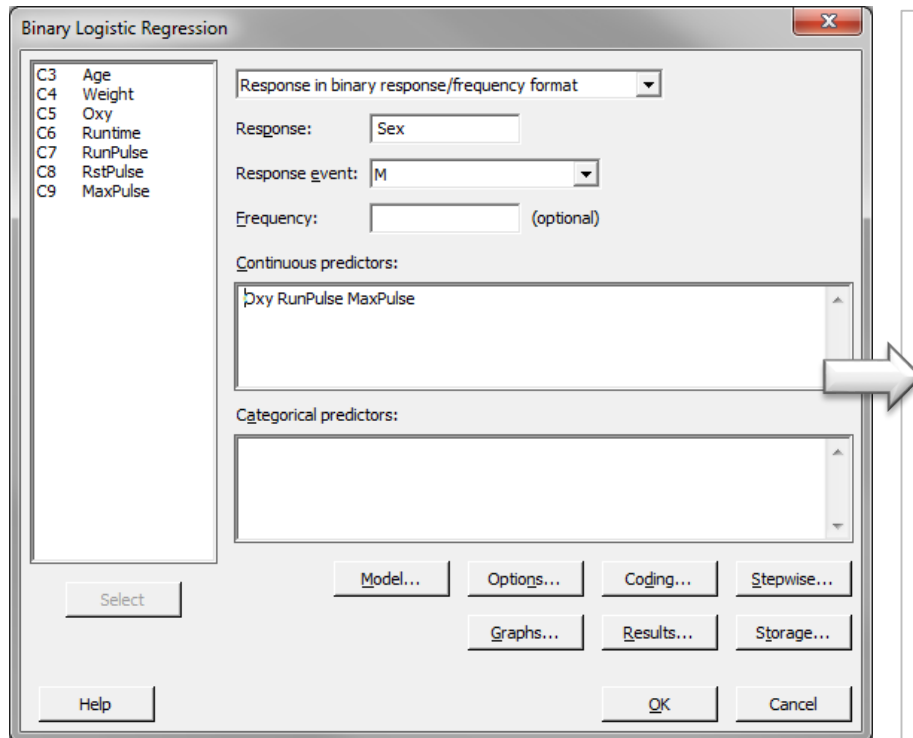 Binary Logistic Regression
C3 Age
C4 Weight
C5 Oxy
C6 Runtime
C7 RunPulse
C8 RstPulse
C9 MaxPulse
Response in binary response/frequency format
Response: Sex
Response event: M
Frequency: (optional)
Continuous predictors:
Oxy RunPulse MaxPulse
Categorical predictors:
Model... Options... Coding... Stepwise...
Select
Graphs... Results... Storage...
Help OK Cancel